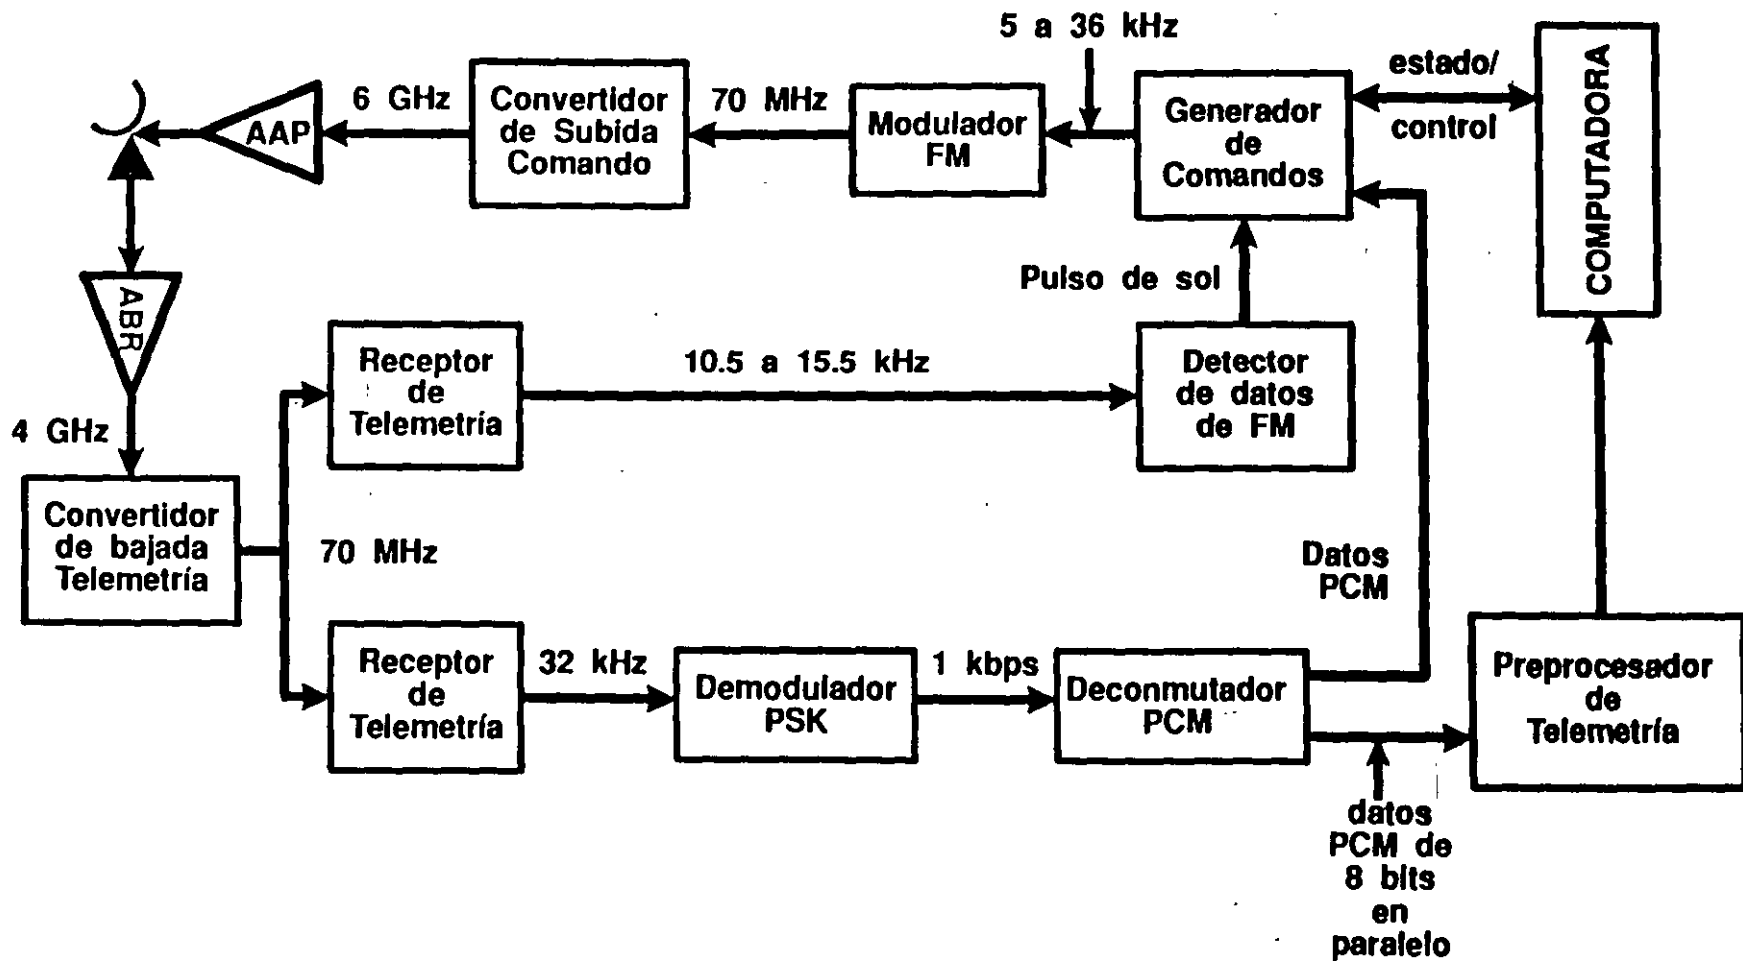 5 a 36 kHz
6 GHz
AAP
Convertidor
de Subida
Comando
70 MHz
Modulador
FM
Generador
de
Comandos
estado/
control
COMPUTADORA
ABR
Pulso de sol
Receptor
de
Telemetría
10.5 a 15.5 kHz
Detector
de datos
de FM
4 GHz
Convertidor
de bajada
Telemetría
70 MHz
Datos
PCM
Receptor
de
Telemetría
32 kHz
Demodulador
PSK
1 kbps
Deconmutador
PCM
Preprocesador
de
Telemetría
datos
PCM de
8 bits
en
paralelo